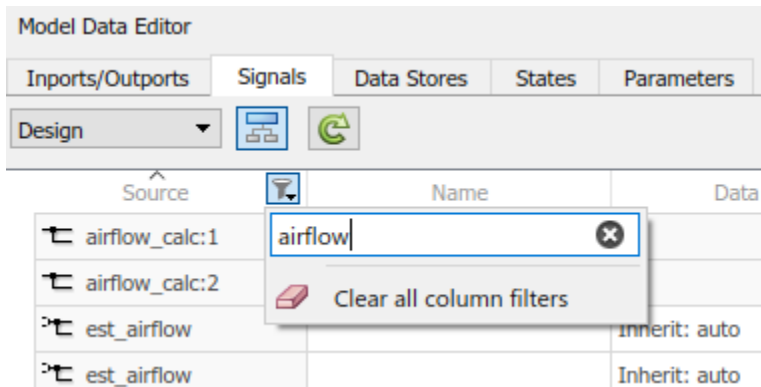 Model Data Editor
Inports/Outports Signals Data Stores States Parameters
Design
Source Name Data
airflow_calc:1 airflow
airflow_calc:2
Clear all column filters
est_airflow Inherit: auto
est_airflow Inherit: auto